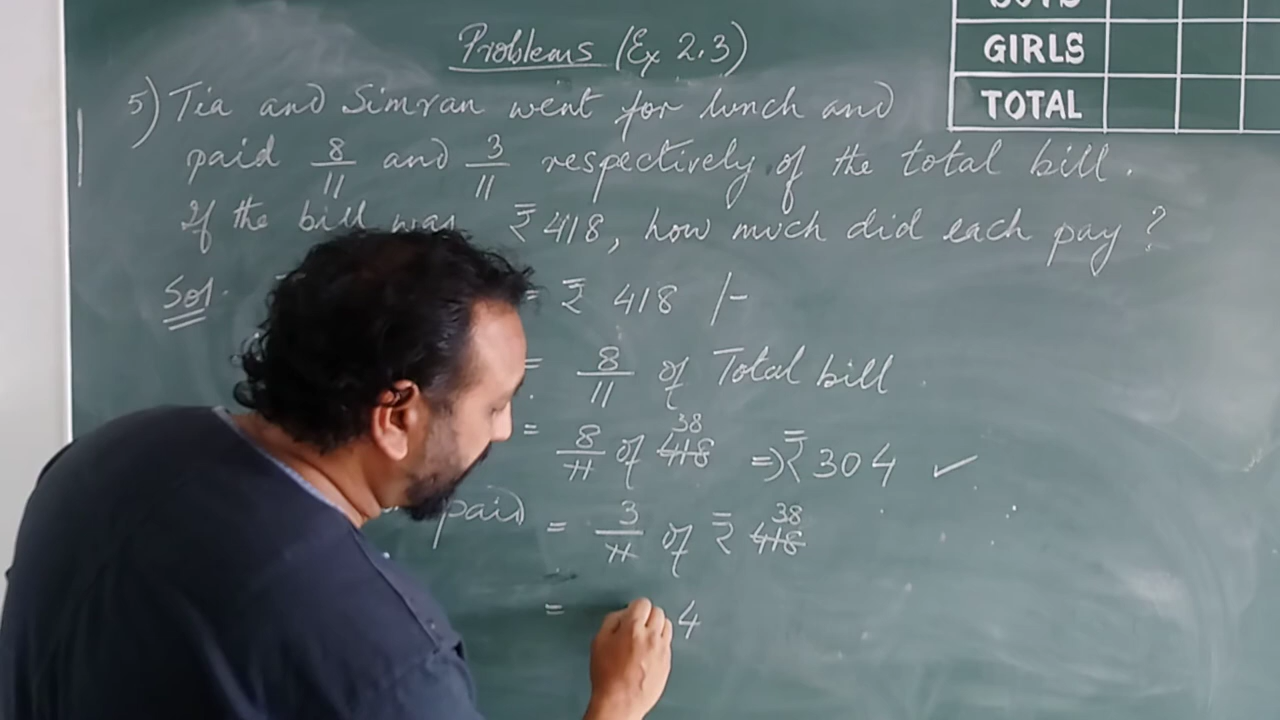 Problems (Ex 2.3)
GIRLS
TOTAL
5) Tia and Simran went for lunch and
paid 8/11 and 3/11 respectively of the total bill.
If the bill was ₹418, how much did each pay?
Sol. = ₹ 418 /-
= 8/11 of Total bill.
= 8/11 of 418 38 => ₹304 ✓
paid = 3/11 of ₹ 418 38
= 4